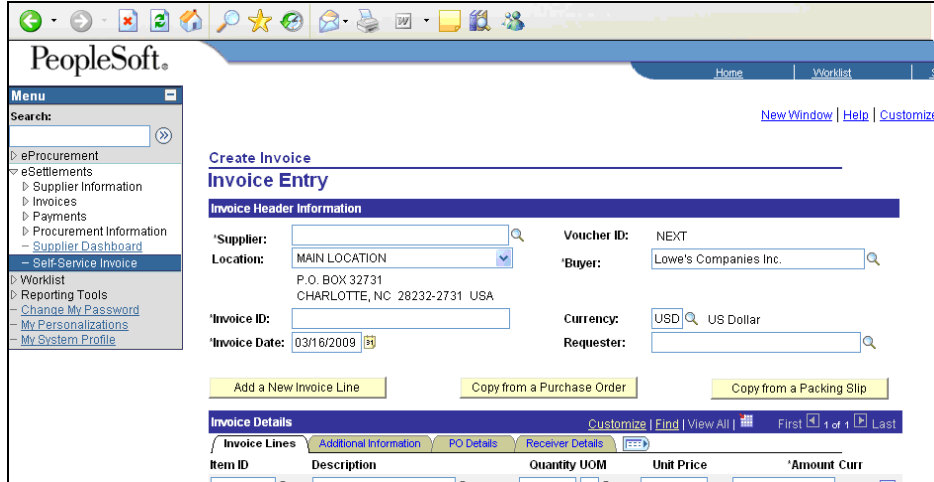 PeopleSoft®
Home Worklist
Menu
Search:
New Window | Help | Customize
eProcurement
eSettlements
Supplier Information
Invoices
Payments
Procurement Information
Supplier Dashboard
Self-Service Invoice
Worklist
Reporting Tools
Change My Password
My Personalizations
My System Profile
Create Invoice
Invoice Entry
Invoice Header Information
*Supplier: Voucher ID: NEXT
Location: MAIN LOCATION *Buyer: Lowe's Companies Inc.
P.O. BOX 32731
CHARLOTTE, NC 28232-2731 USA
*Invoice ID: Currency: USD US Dollar
*Invoice Date: 03/16/2009 31 Requester:
Add a New Invoice Line Copy from a Purchase Order Copy from a Packing Slip
Invoice Details Customize | Find | View All | First 1 of 1 Last
Invoice Lines Additional Information PO Details Receiver Details
Item ID Description Quantity UOM Unit Price *Amount Curr